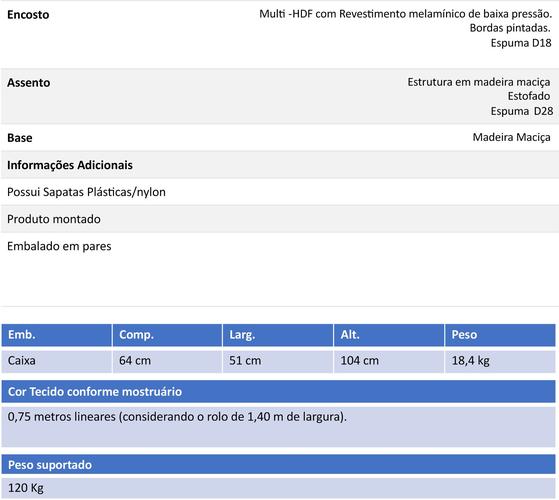 Encosto
Multi -HDF com Revestimento melamínico de baixa pressão.
Bordas pintadas.
Espuma D18
Assento
Estrutura em madeira maciça
Estofado
Espuma D28
Base
Madeira Maciça
Informações Adicionais
Possui Sapatas Plásticas/nylon
Produto montado
Embalado em pares
Emb. Comp. Larg. Alt. Peso
Caixa 64 cm 51 cm 104 cm 18,4 kg
Cor Tecido conforme mostruário
0,75 metros lineares (considerando o rolo de 1,40 m de largura).
Peso suportado
120 Kg